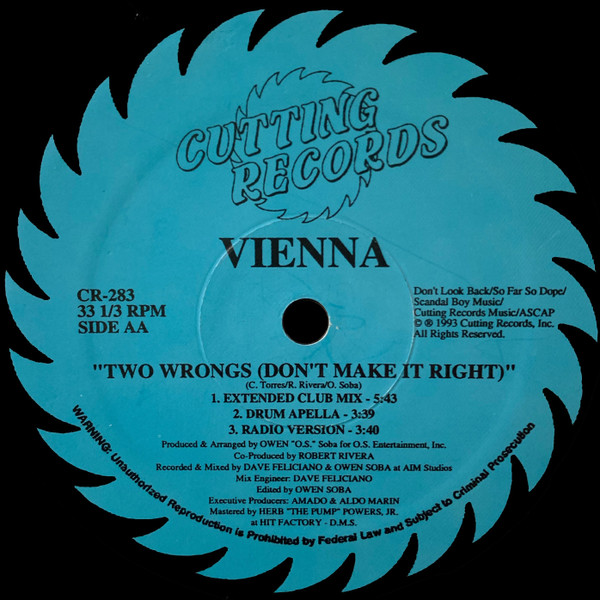 CUTTING
RECORDS
VIENNA
CR-283
33 1/3 RPM
SIDE AA
Don't Look Back/So Far So Dope/
Scandal Boy Music/
Cutting Records Music/ASCAP
© ® 1993 Cutting Records, Inc.
All Rights Reserved.
"TWO WRONGS (DON'T MAKE IT RIGHT)"
(C. Torres/R. Rivera/O. Soba)
1. EXTENDED CLUB MIX - 5:43
2. DRUM APELLA - 3:39
3. RADIO VERSION - 3:40
Produced & Arranged by OWEN "O.S." Soba for O.S. Entertainment, Inc.
Co-Produced by ROBERT RIVERA
Recorded & Mixed by DAVE FELICIANO & OWEN SOBA at AIM Studios
Mix Engineer: DAVE FELICIANO
Edited by OWEN SOBA
Executive Producers: AMADO & ALDO MARIN
Mastered by HERB "THE PUMP" POWERS, JR.
at HIT FACTORY - D.M.S.
WARNING: Unauthorized Reproduction is Prohibited by Federal Law and Subject to Criminal Prosecution